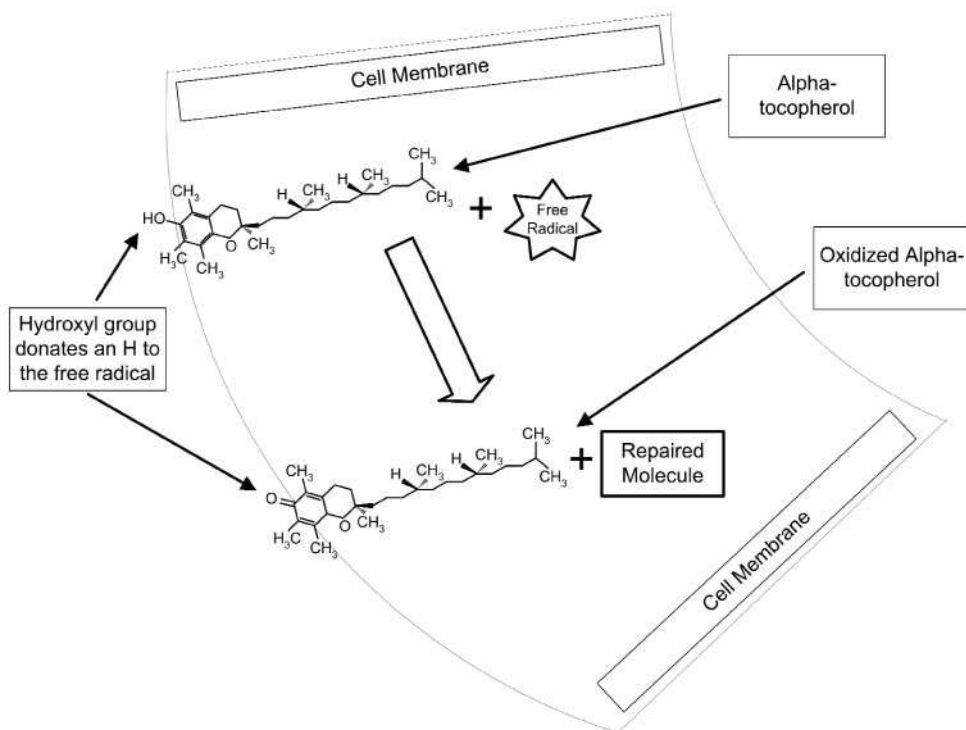 Cell Membrane
Alpha-
tocopherol
CH3
CH3
H
CH3
H
CH3
CH3
HO
O
CH3
H3C
CH3
+
Free
Radical
Oxidized Alpha-
tocopherol
Hydroxyl group
donates an H to
the free radical
CH3
CH3
H
CH3
H
CH3
CH3
O
O
CH3
H3C
CH3
+
Repaired
Molecule
Cell Membrane